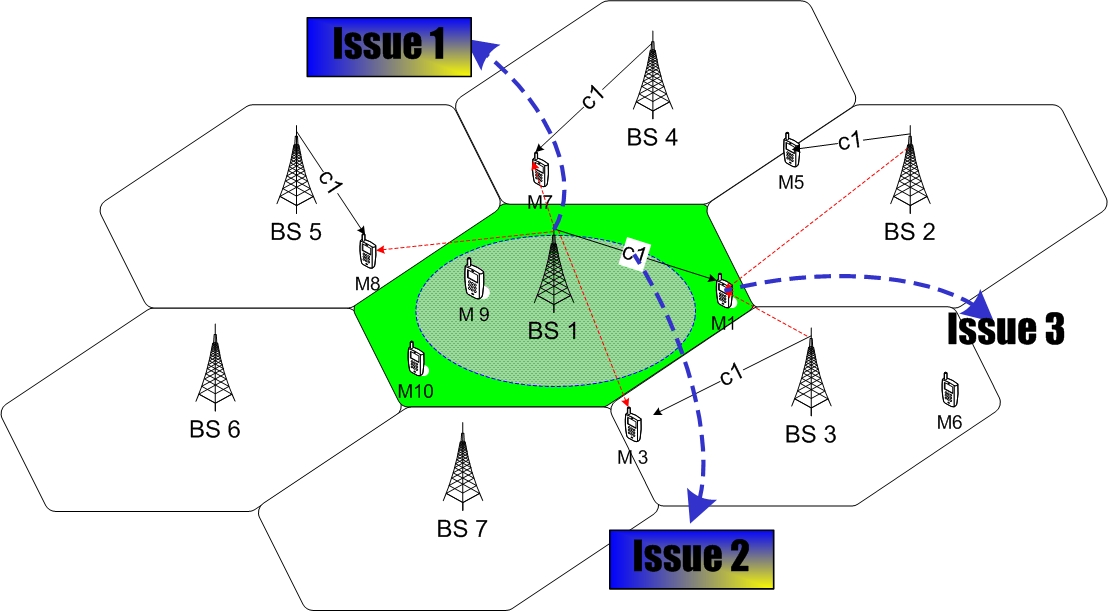 Issue 1
c1
BS 4
c1
M5
c1
M7
BS 5
BS 2
c1
M8
M 9
M1
BS 1
Issue 3
c1
M10
M6
BS 6
BS 3
M 3
BS 7
Issue 2